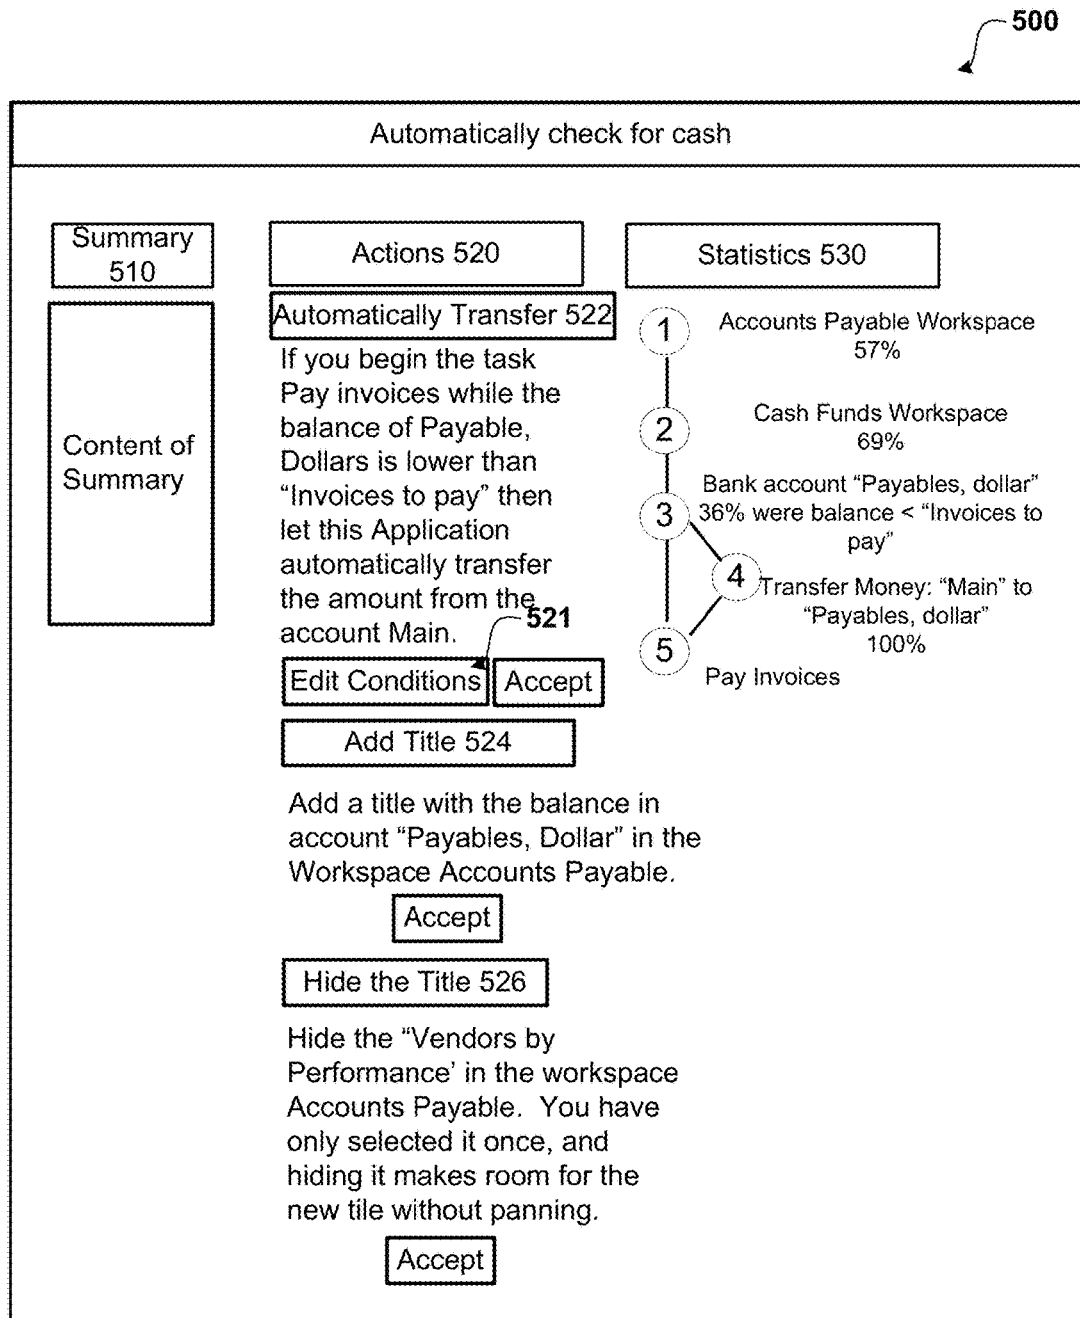 500
Automatically check for cash
Summary
510
Content of
Summary
Actions 520
Automatically Transfer 522
If you begin the task
Pay invoices while the
balance of Payable,
Dollars is lower than
“Invoices to pay” then
let this Application
automatically transfer
the amount from the
account Main.
521
Edit Conditions
Accept
Add Title 524
Add a title with the balance in
account “Payables, Dollar” in the
Workspace Accounts Payable.
Accept
Hide the Title 526
Hide the “Vendors by
Performance’ in the workspace
Accounts Payable. You have
only selected it once, and
hiding it makes room for the
new tile without panning.
Accept
Statistics 530
1
Accounts Payable Workspace
57%
2
Cash Funds Workspace
69%
3
Bank account “Payables, dollar”
36% were balance < “Invoices to
pay”
4
Transfer Money: “Main” to
“Payables, dollar”
100%
5
Pay Invoices